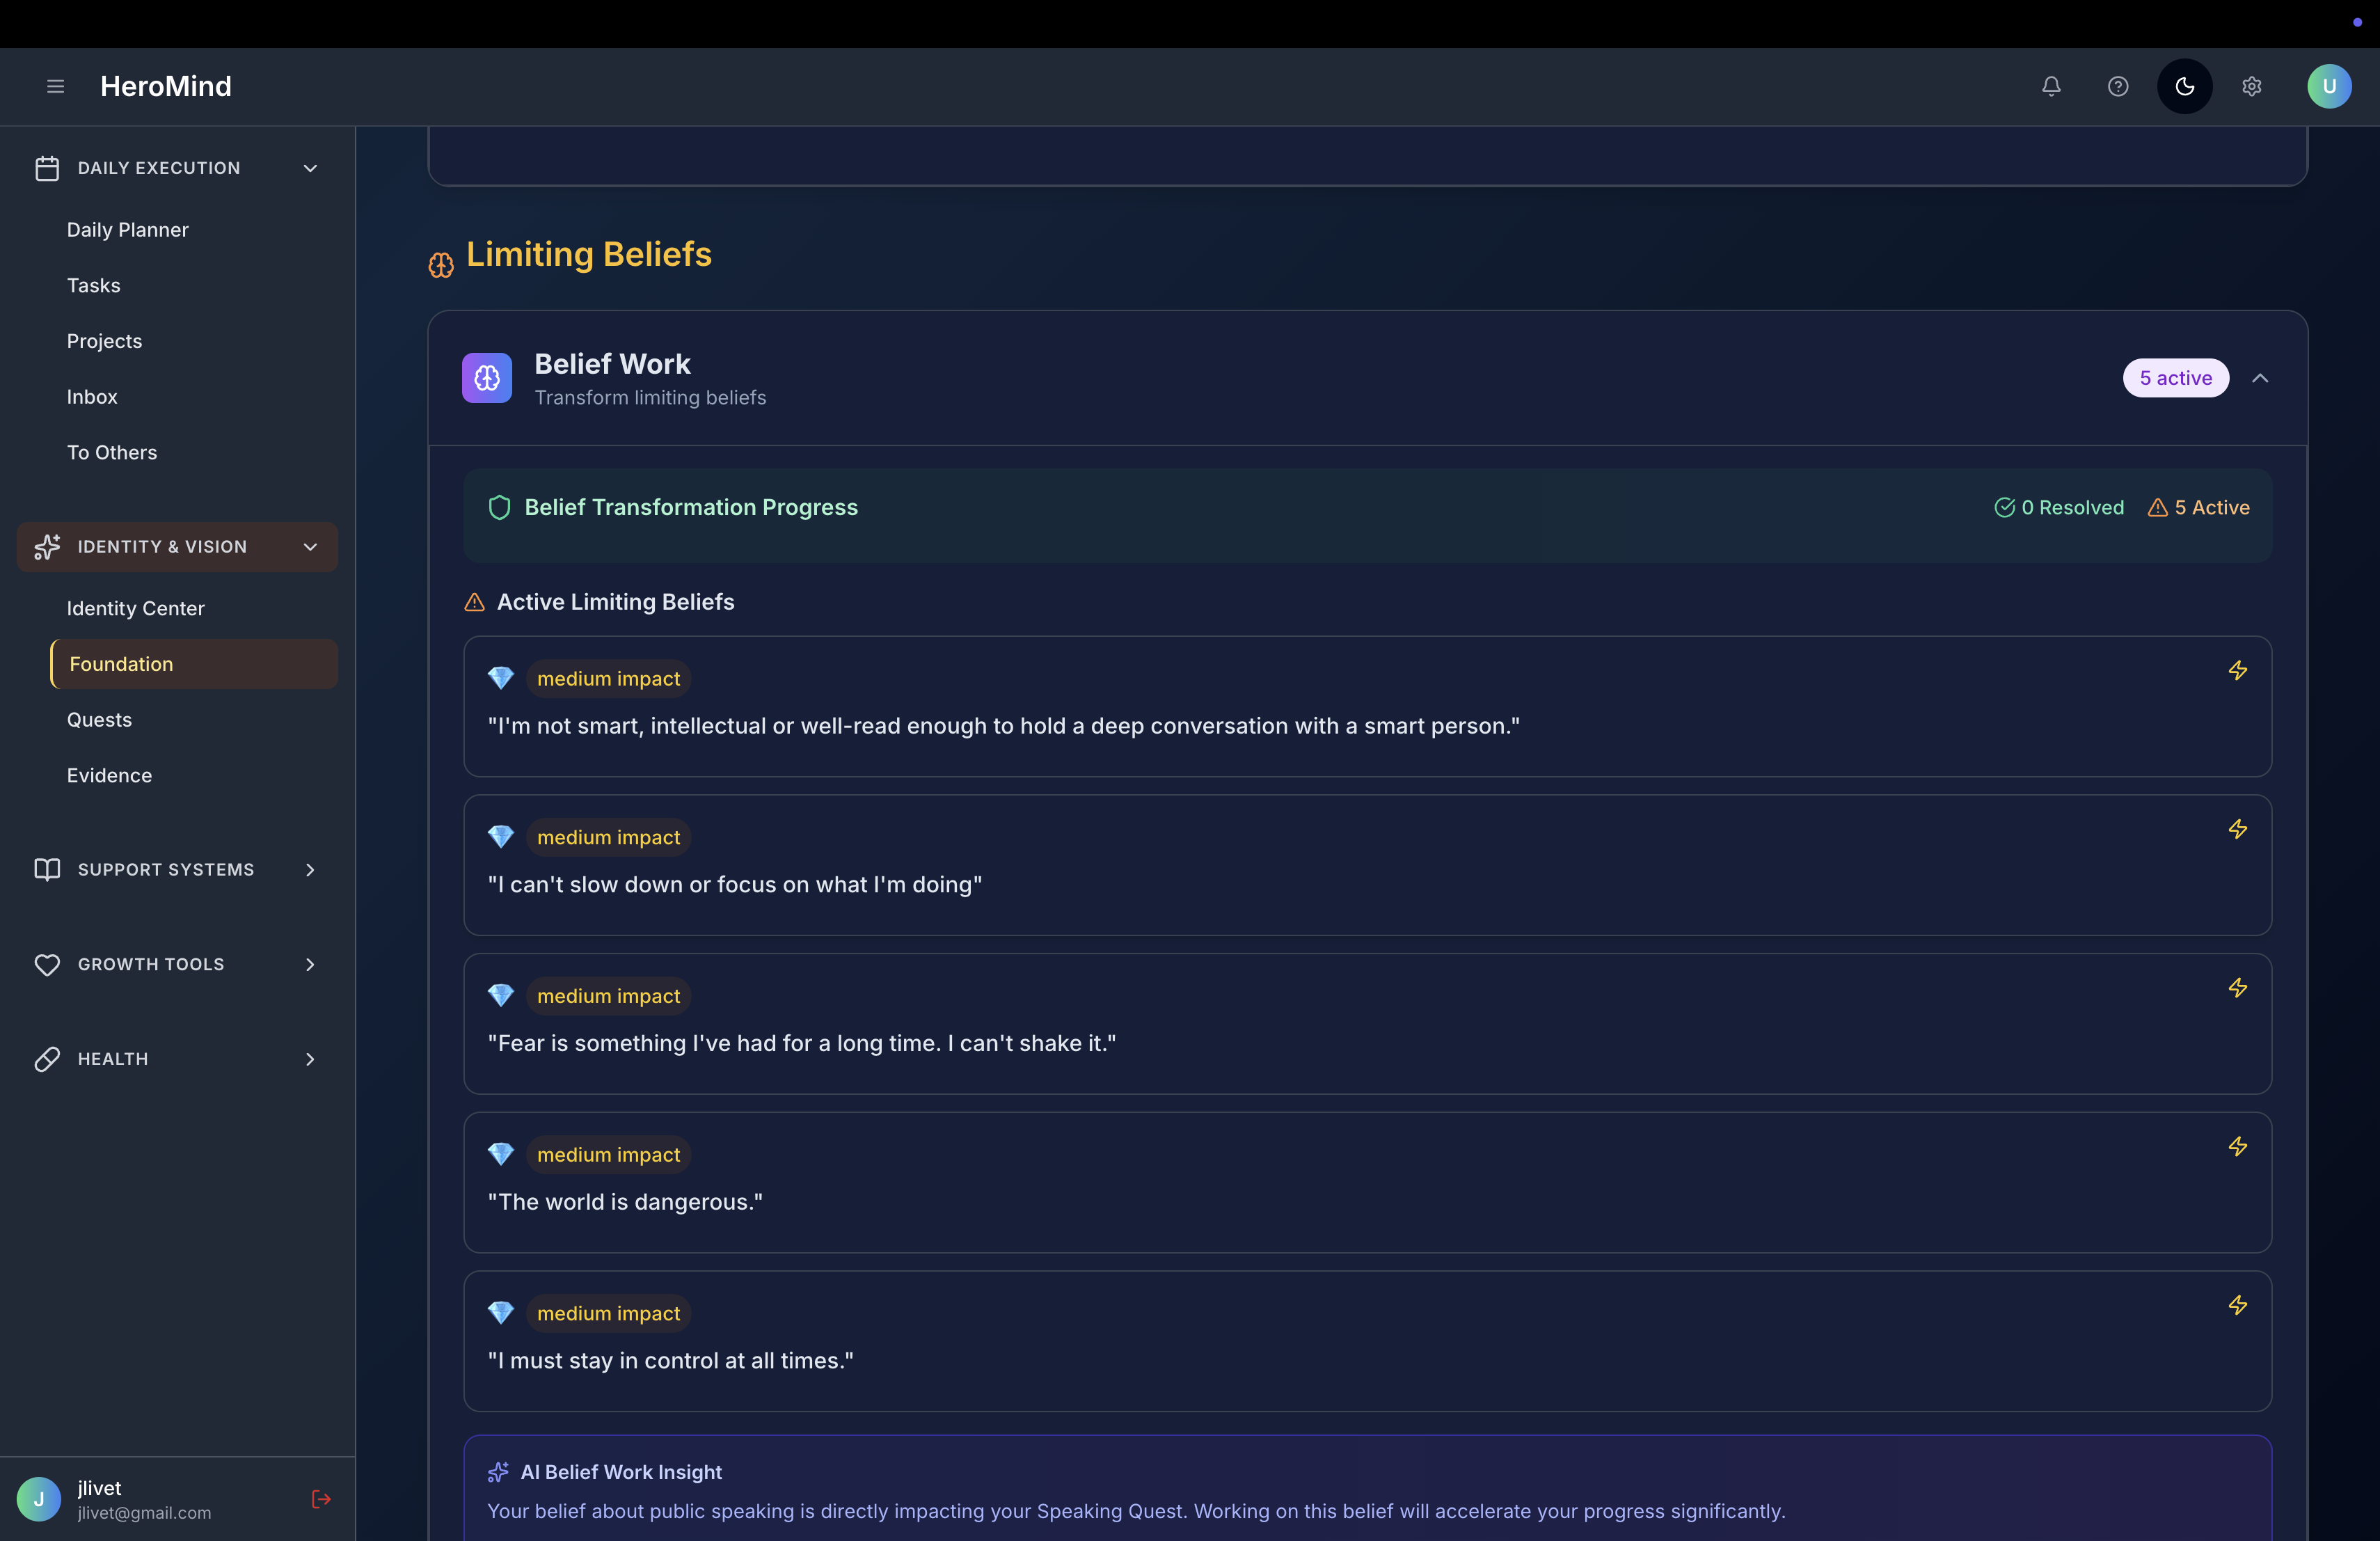 HeroMind
U
DAILY EXECUTION
Daily Planner
Tasks
Projects
Inbox
To Others
IDENTITY & VISION
Identity Center
Foundation
Quests
Evidence
SUPPORT SYSTEMS
GROWTH TOOLS
HEALTH
J
jlivet
jlivet@gmail.com
Limiting Beliefs
Belief Work
Transform limiting beliefs
5 active
Belief Transformation Progress
0 Resolved
5 Active
Active Limiting Beliefs
medium impact
"I'm not smart, intellectual or well-read enough to hold a deep conversation with a smart person."
medium impact
"I can't slow down or focus on what I'm doing"
medium impact
"Fear is something I've had for a long time. I can't shake it."
medium impact
"The world is dangerous."
medium impact
"I must stay in control at all times."
AI Belief Work Insight
Your belief about public speaking is directly impacting your Speaking Quest. Working on this belief will accelerate your progress significantly.